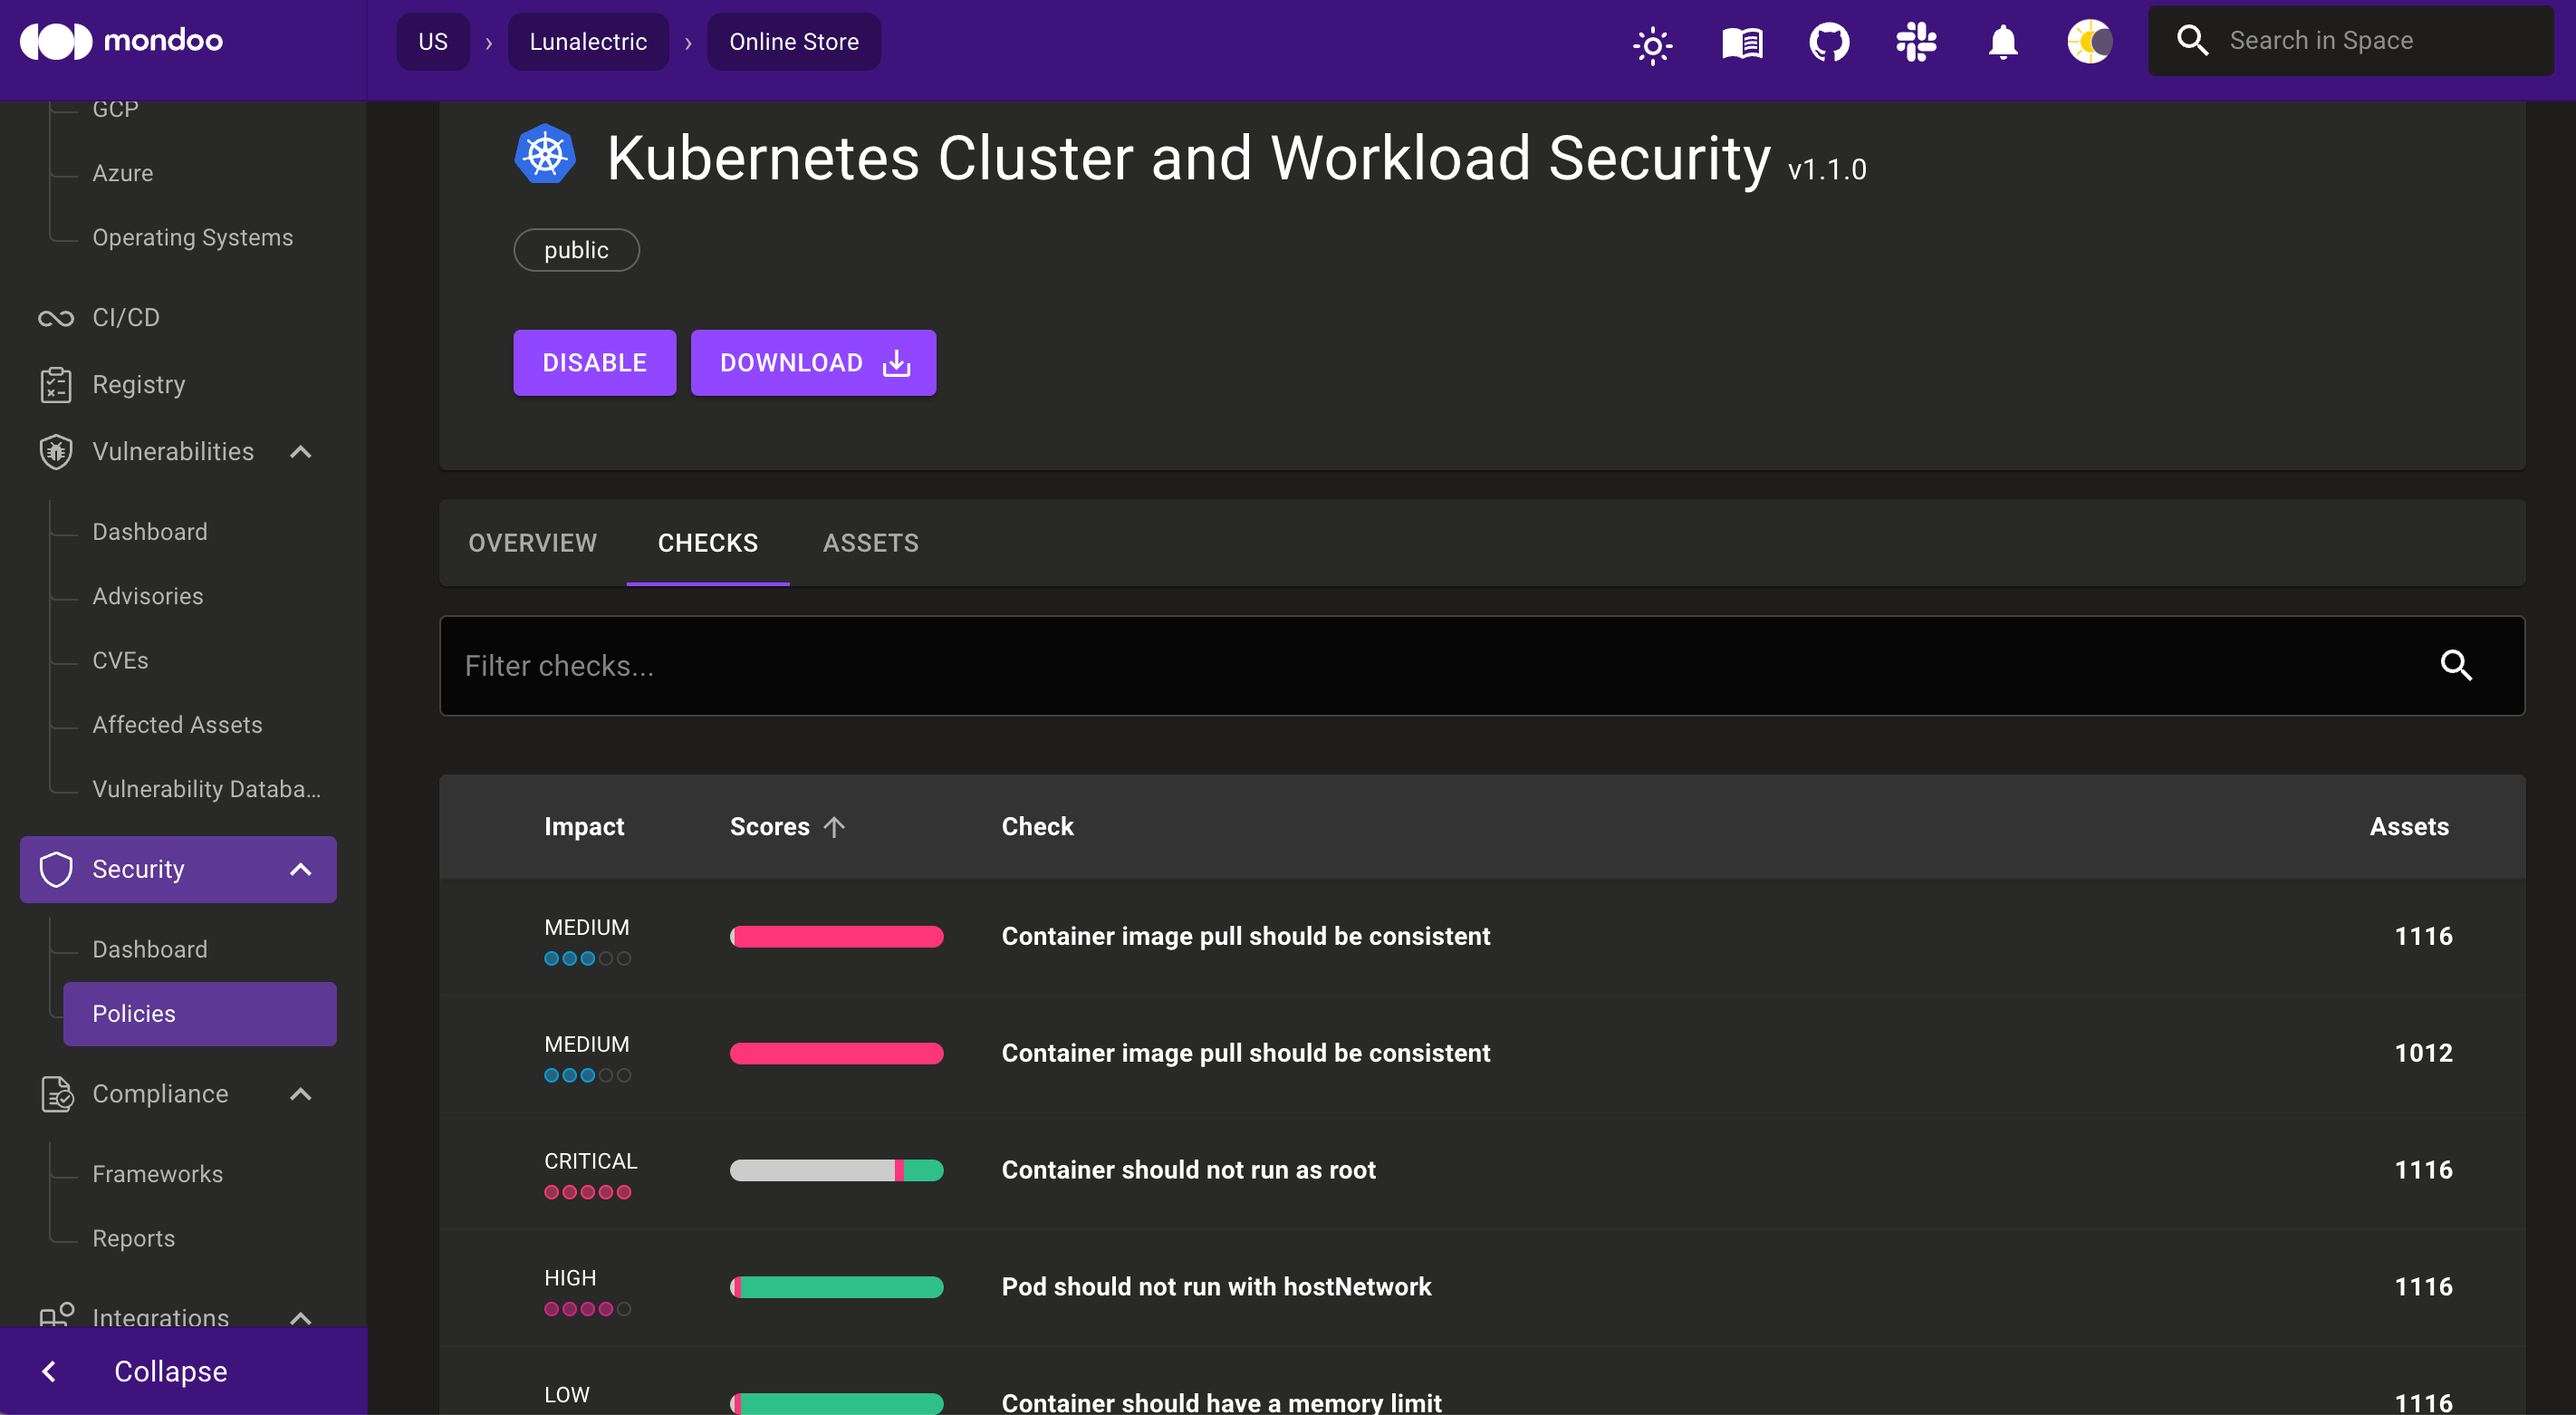 mondoo
US › Lunalectric › Online Store
Search in Space
GCP
Azure
Operating Systems
CI/CD
Registry
Vulnerabilities
Dashboard
Advisories
CVEs
Affected Assets
Vulnerability Databa...
Security
Dashboard
Policies
Compliance
Frameworks
Reports
Integrations
Collapse
Kubernetes Cluster and Workload Security v1.1.0
public
DISABLE DOWNLOAD
OVERVIEW CHECKS ASSETS
Filter checks...
Impact Scores Check Assets
MEDIUM Container image pull should be consistent 1116
MEDIUM Container image pull should be consistent 1012
CRITICAL Container should not run as root 1116
HIGH Pod should not run with hostNetwork 1116
LOW Container should have a memory limit 1116